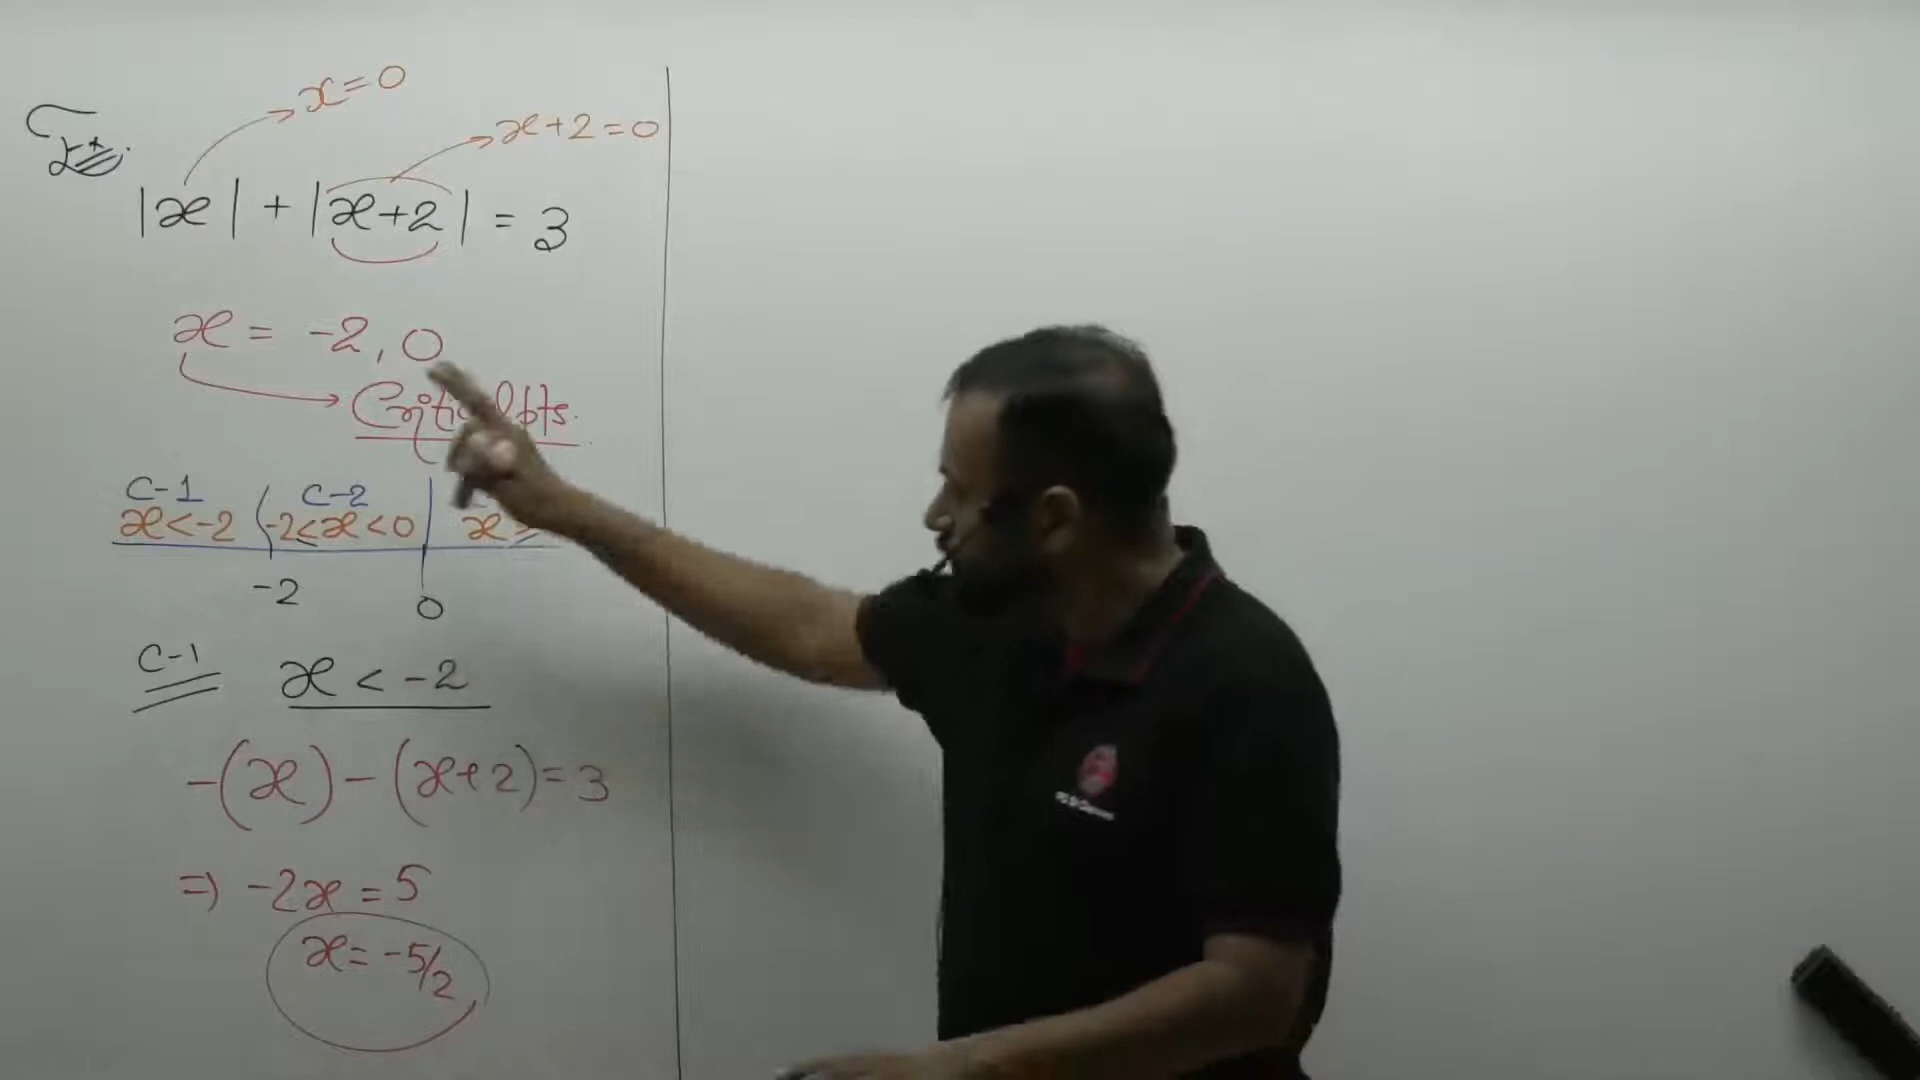 Ex.
x=0
x+2=0
|x| + |x+2| = 3
x = -2, 0
Critical pts.
C-1 C-2
x<-2 -2≤x<0 x≥
-2 0
C-1 x < -2
-(x) - (x+2) = 3
⇒ -2x = 5
x = -5/2